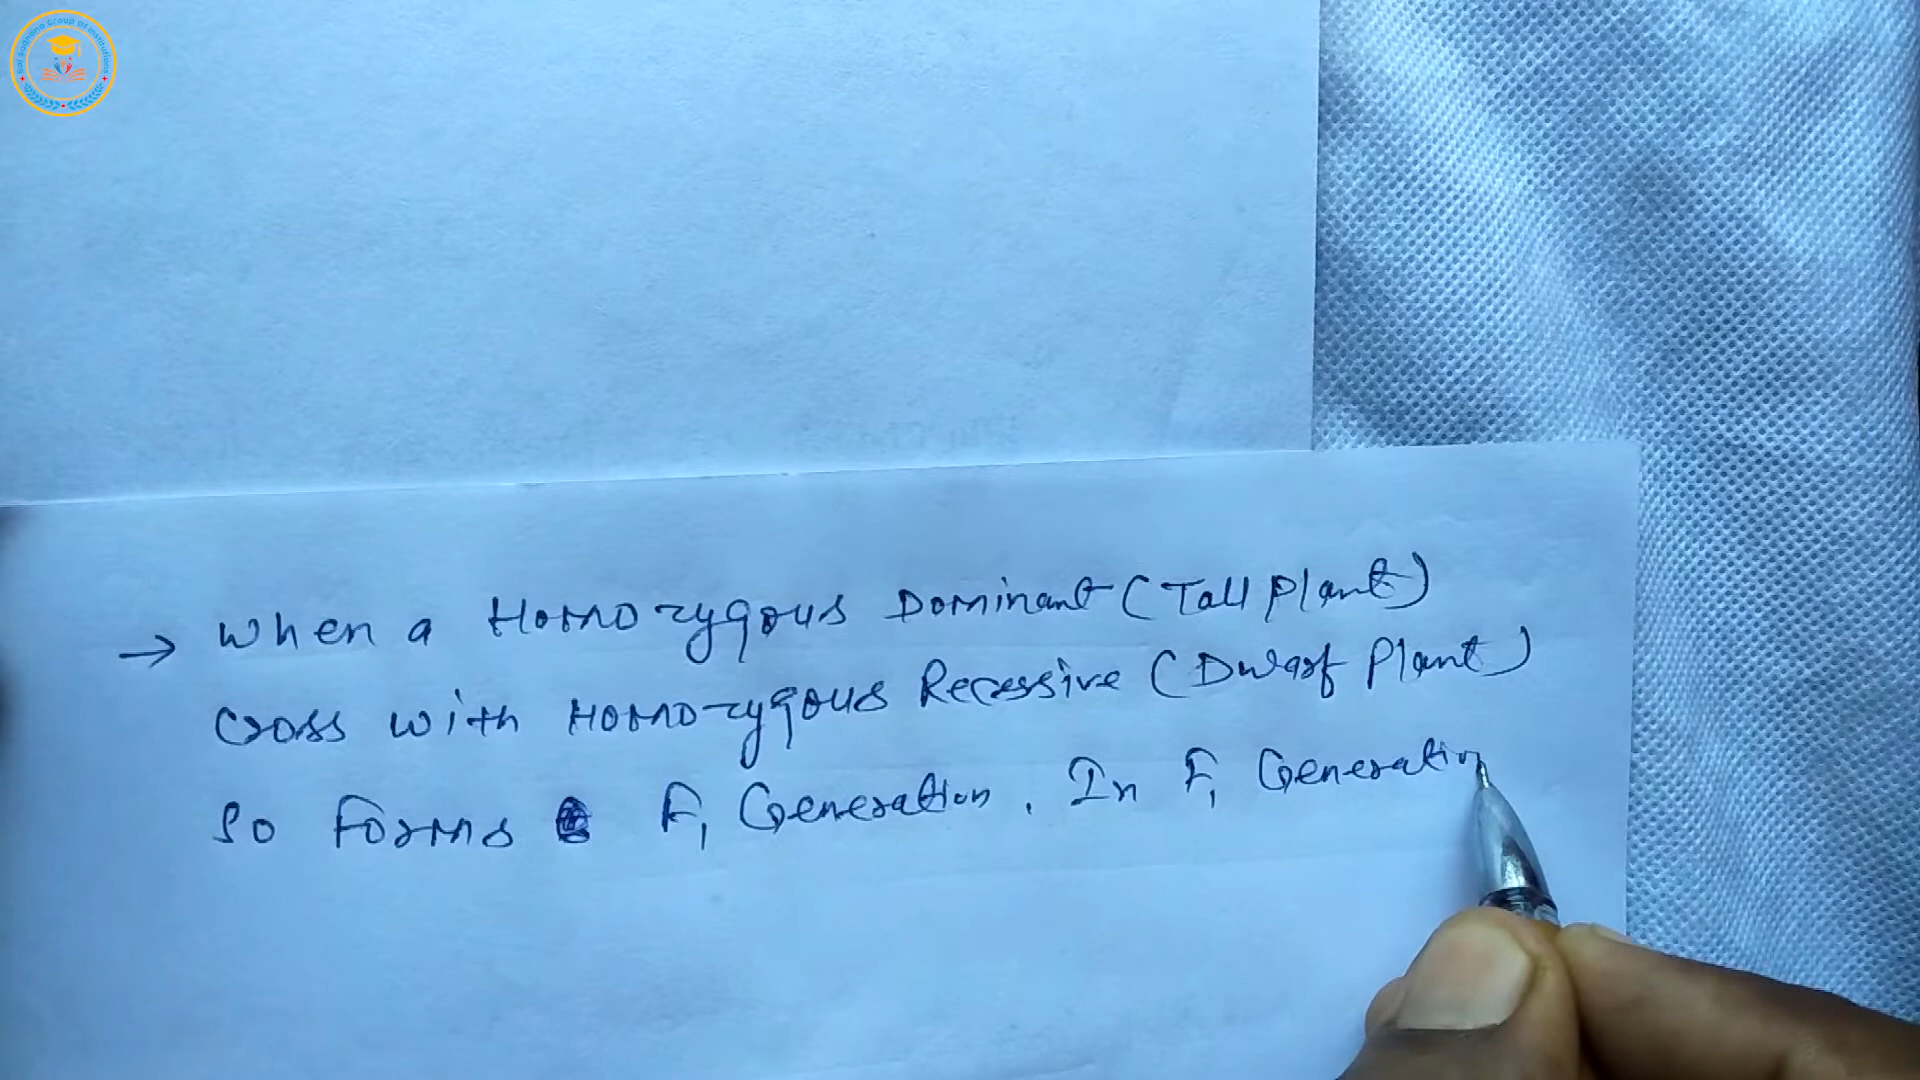 → When a Homozygous Dominant (Tall Plant)
Cross with Homozygous Recessive (Dwarf Plant)
So Forms F1 Generation. In F1 Generation